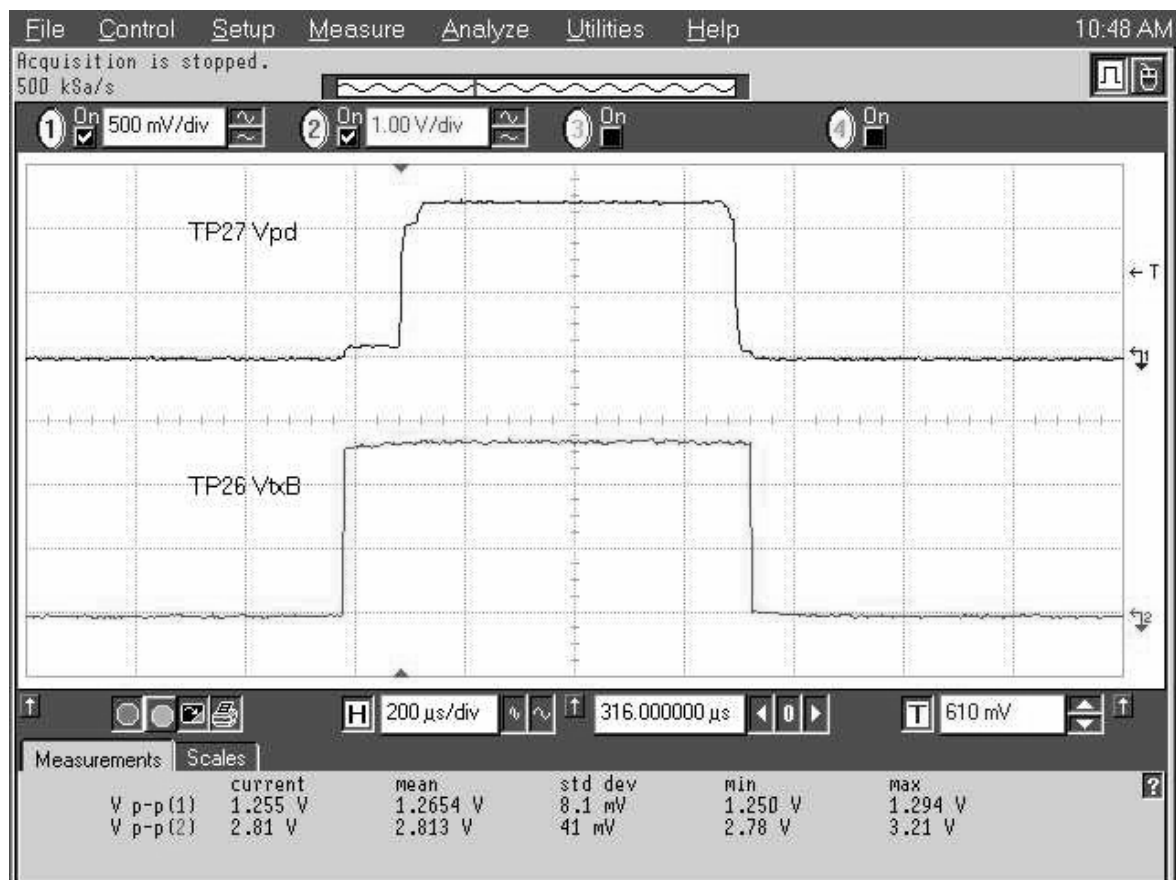 File Control Setup Measure Analyze Utilities Help 10:48 AM
Acquisition is stopped.
500 kSa/s
1 On 500 mV/div 2 On 1.00 V/div 3 On 4 On
TP27 Vpd
T
1
TP26 VtxB
2
H 200 µs/div 316.000000 µs 0 T 610 mV
Measurements Scales
current mean std dev min max ?
V p-p(1) 1.255 V 1.2654 V 8.1 mV 1.250 V 1.294 V
V p-p(2) 2.81 V 2.813 V 41 mV 2.78 V 3.21 V